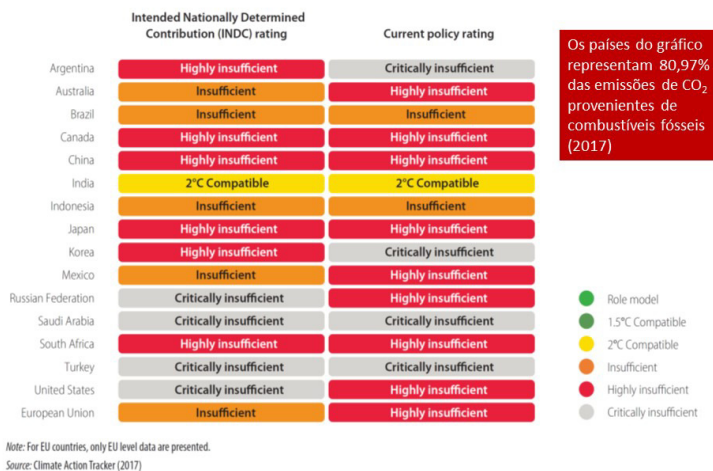 Intended Nationally Determined
Contribution (INDC) rating
Current policy rating
Argentina Highly insufficient Critically insufficient
Australia Insufficient Highly insufficient
Brazil Insufficient Insufficient
Canada Highly insufficient Highly insufficient
China Highly insufficient Highly insufficient
India 2°C Compatible 2°C Compatible
Indonesia Insufficient Insufficient
Japan Highly insufficient Highly insufficient
Korea Highly insufficient Critically insufficient
Mexico Insufficient Highly insufficient
Russian Federation Critically insufficient Highly insufficient
Saudi Arabia Critically insufficient Critically insufficient
South Africa Highly insufficient Highly insufficient
Turkey Critically insufficient Critically insufficient
United States Critically insufficient Highly insufficient
European Union Insufficient Highly insufficient
Note: For EU countries, only EU level data are presented.
Source: Climate Action Tracker (2017)
Os países do gráfico
representam 80,97%
das emissões de CO₂
provenientes de
combustíveis fósseis
(2017)
Role model
1.5°C Compatible
2°C Compatible
Insufficient
Highly insufficient
Critically insufficient